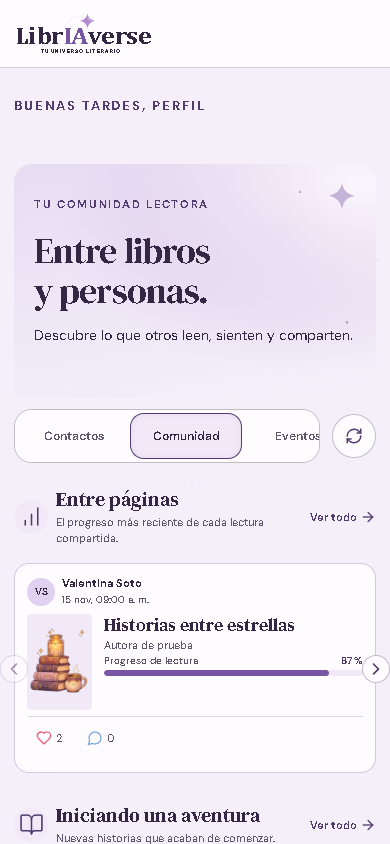 LibrIAverse
TU UNIVERSO LITERARIO
BUENAS TARDES, PERFIL
TU COMUNIDAD LECTORA
Entre libros
y personas.
Descubre lo que otros leen, sienten y comparten.
Contactos Comunidad Eventos
Entre páginas
El progreso más reciente de cada lectura
compartida.
Ver todo
VS
Valentina Soto
15 nov, 09:00 a. m.
Historias entre estrellas
Autora de prueba
Progreso de lectura 87%
2 0
Iniciando una aventura
Nuevas historias que acaban de comenzar.
Ver todo